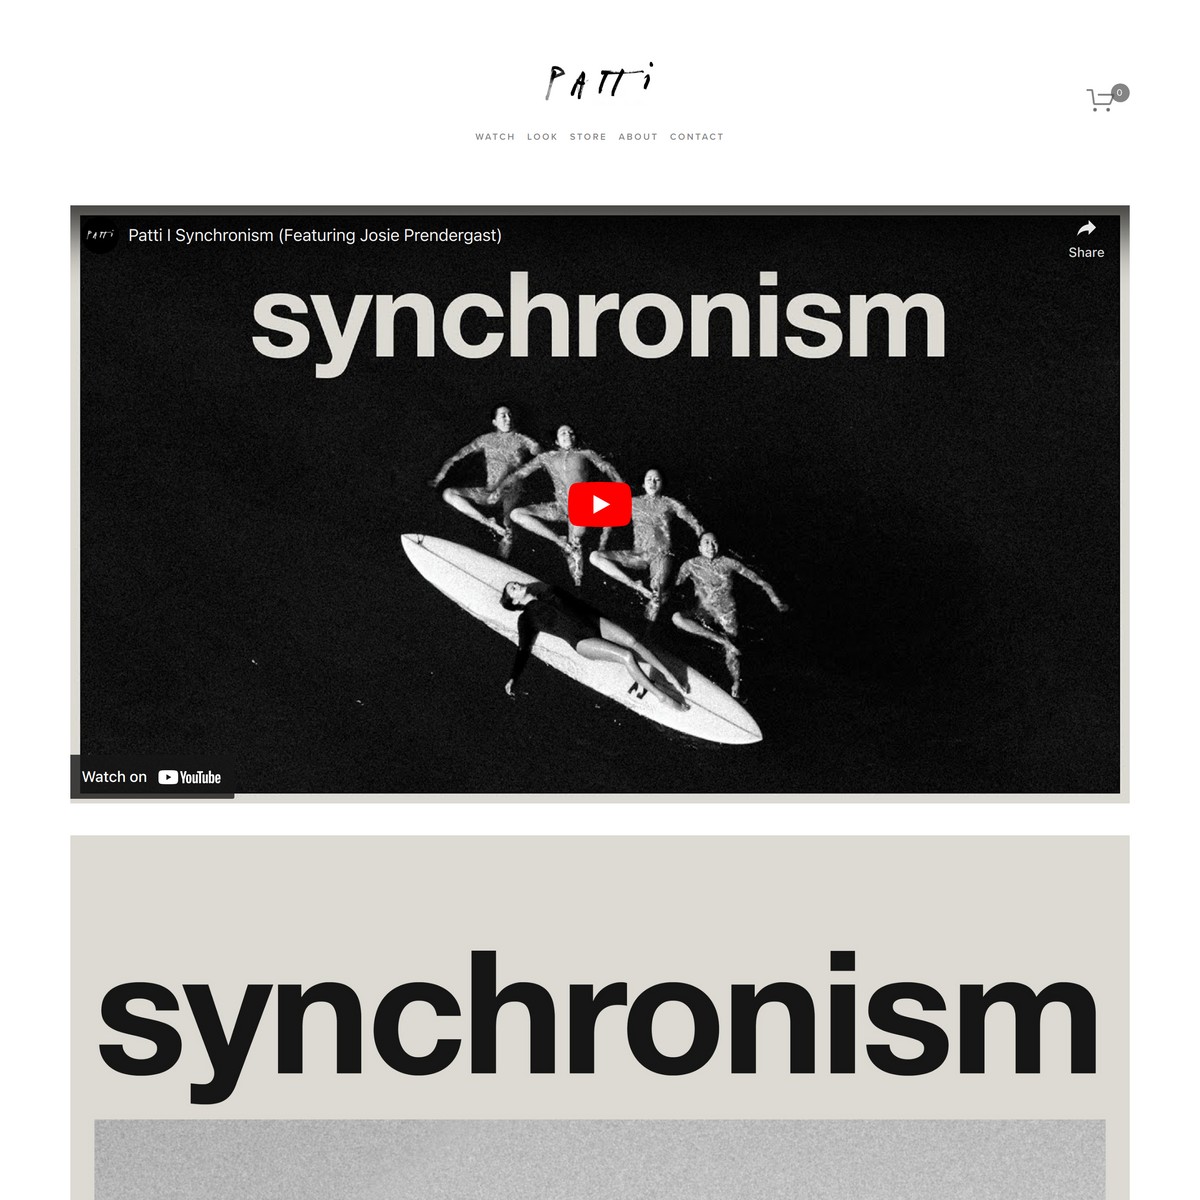 PATTi
0
WATCH LOOK STORE ABOUT CONTACT
PATTi Patti I Synchronism (Featuring Josie Prendergast)
Share
synchronism
Watch on YouTube
synchronism